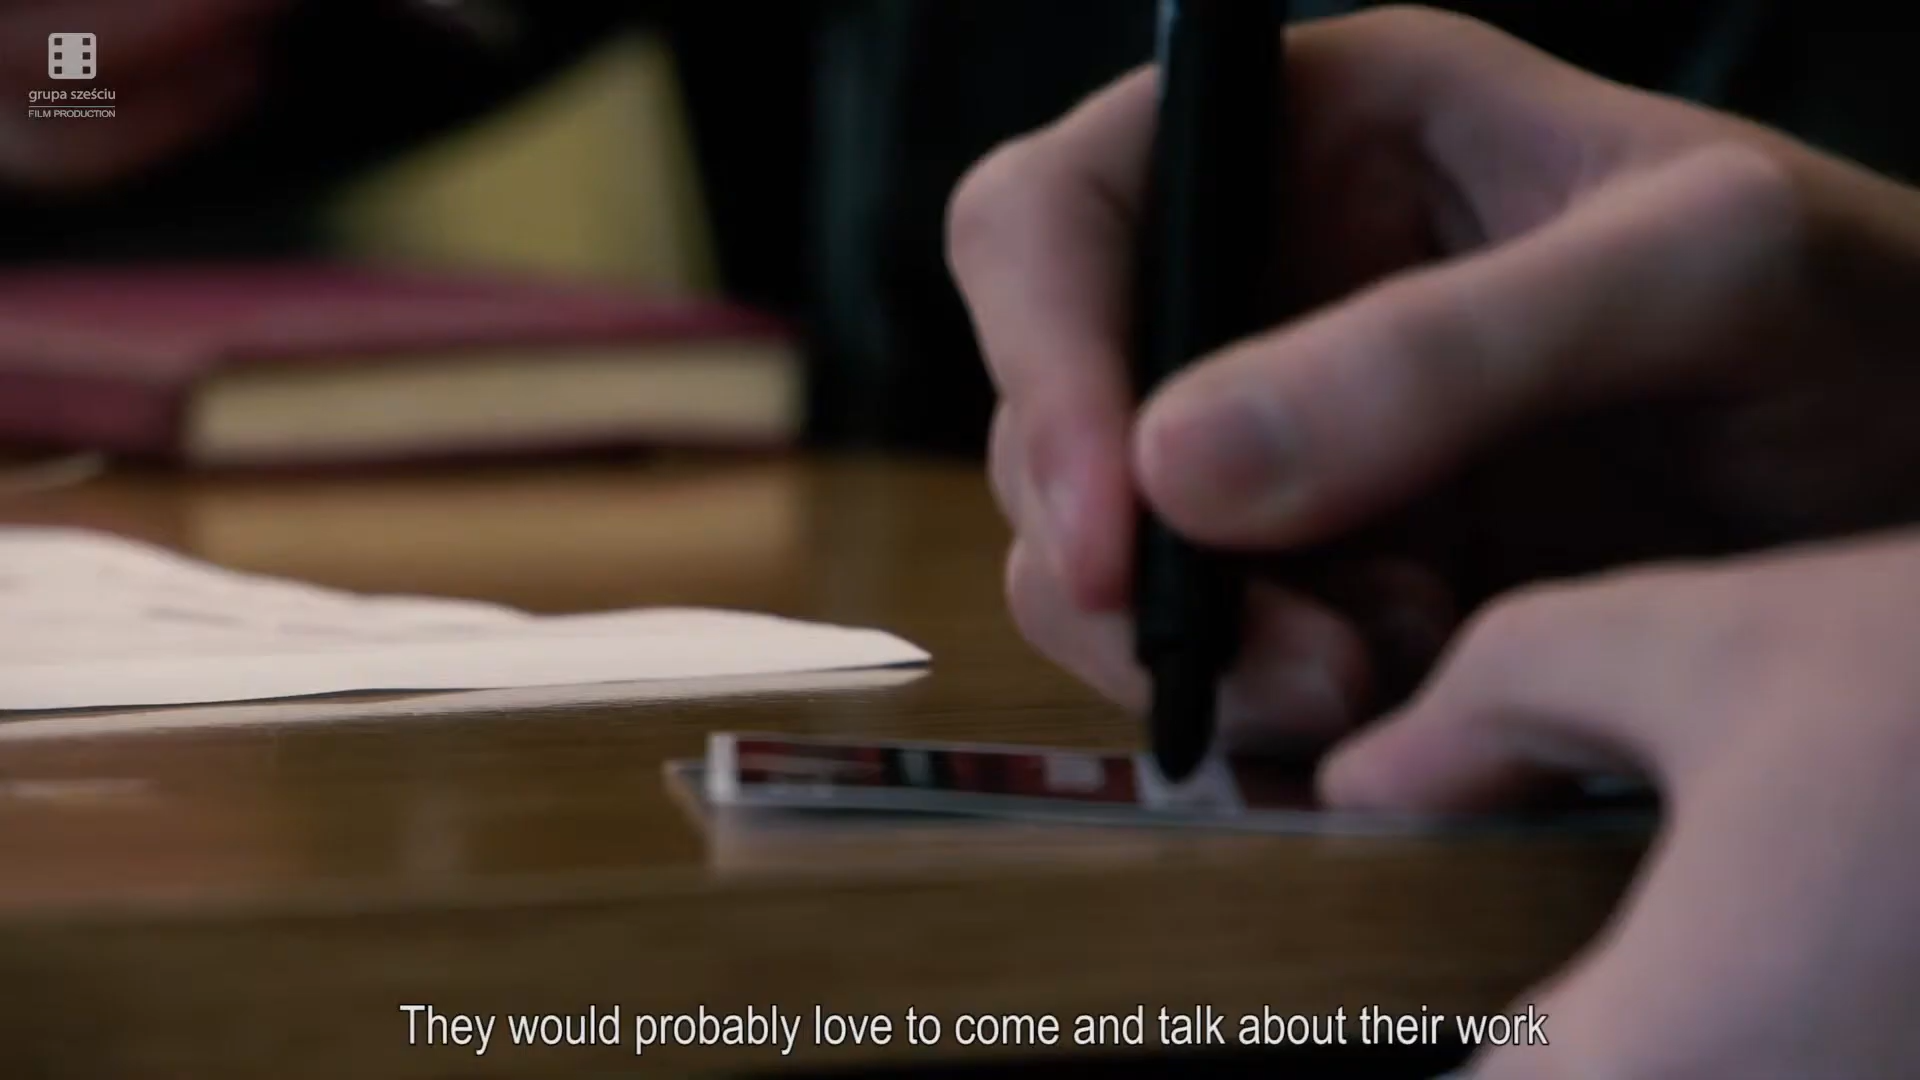 grupa sześciu
FILM PRODUCTION
They would probably love to come and talk about their work